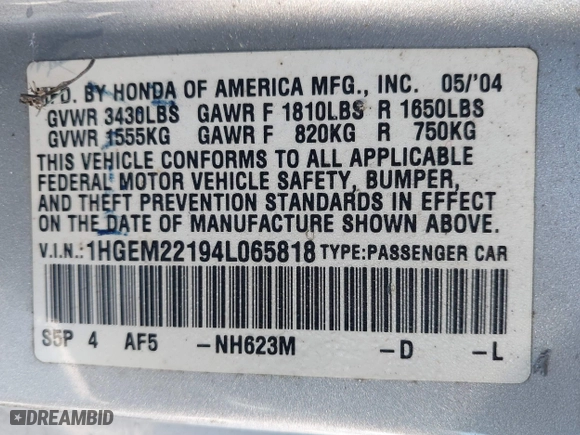 MFD. BY HONDA OF AMERICA MFG., INC. 05/'04
GVWR 3430LBS GAWR F 1810LBS R 1650LBS
GVWR 1555KG GAWR F 820KG R 750KG
THIS VEHICLE CONFORMS TO ALL APPLICABLE
FEDERAL MOTOR VEHICLE SAFETY, BUMPER,
AND THEFT PREVENTION STANDARDS IN EFFECT
ON THE DATE OF MANUFACTURE SHOWN ABOVE.
V.I.N.:1HGEM22194L065818 TYPE:PASSENGER CAR
S5P 4 AF5 -NH623M -D -L
DREAMBID